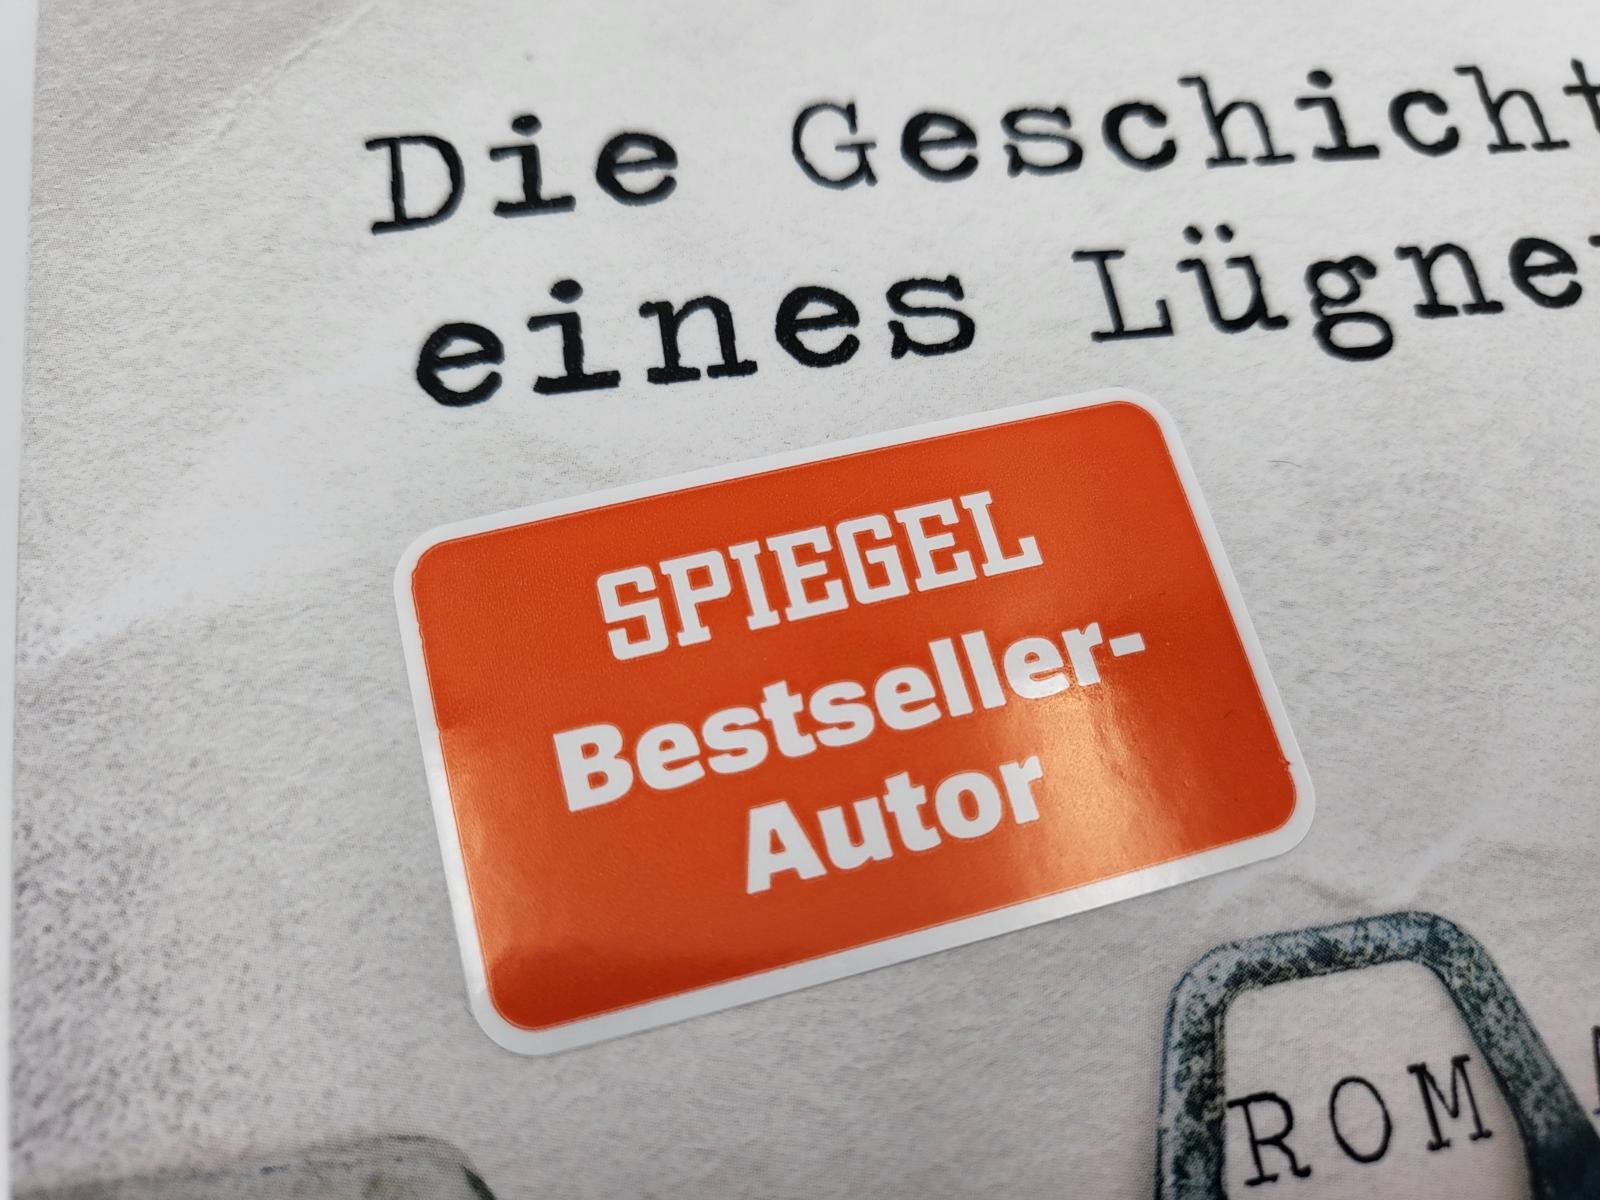 Die Geschicht
eines Lügne
SPIEGEL
Bestseller-
Autor
ROM